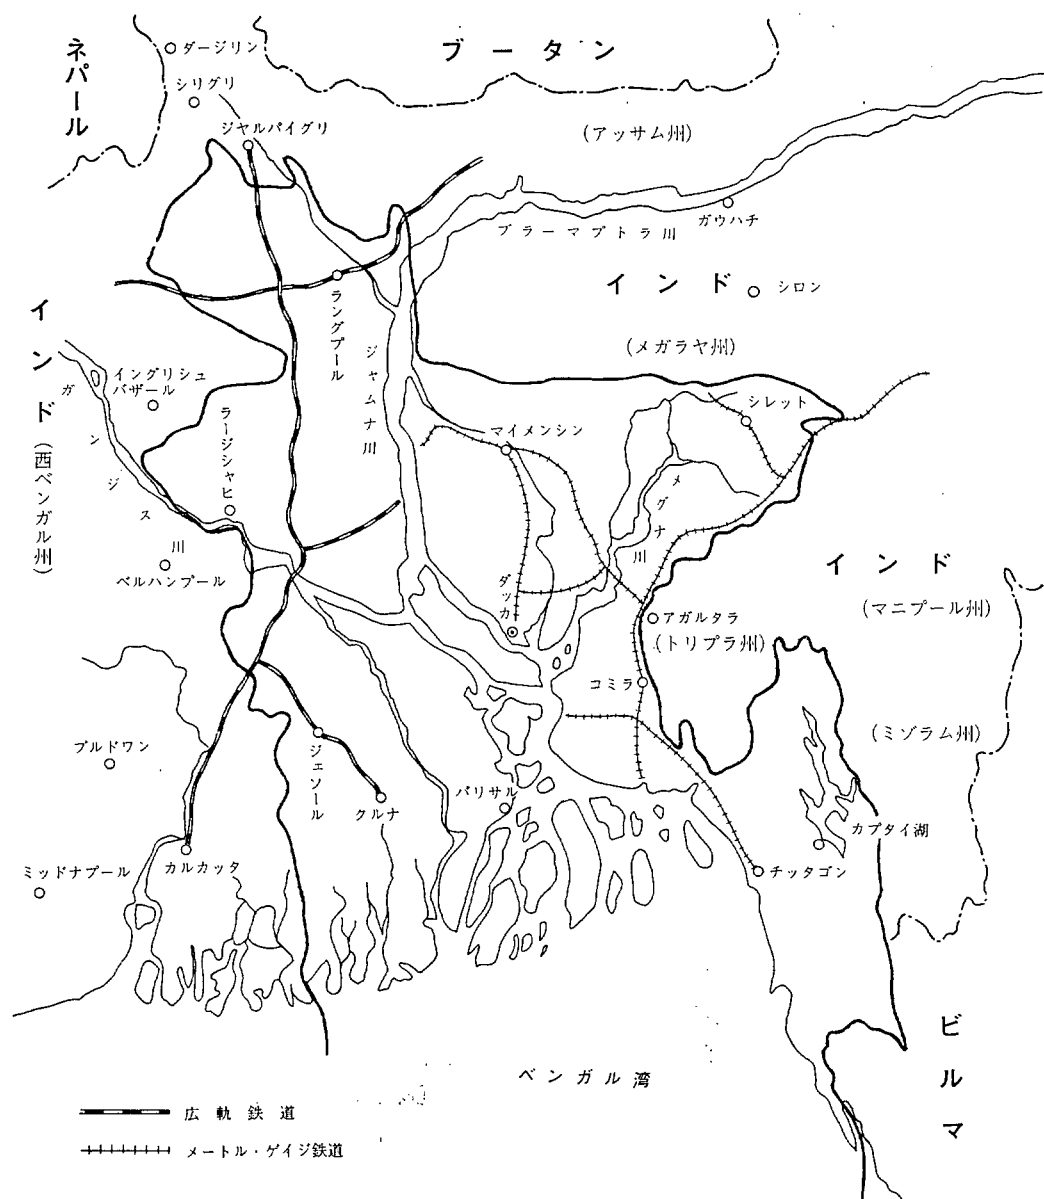 ネパール
ダージリン
ブータン
シリグリ
ジャルパイグリ
(アッサム州)
ガウハチ
ブラーマプトラ川
インド
シロン
ラングプール
(メガラヤ州)
ジャムナ川
インド
(西ベンガル州)
ガンジス川
イングリシュ
バザール
ラージシャヒ
マイメンシン
シレット
メグナ川
ベルハンプール
ダッカ
インド
(マニプール州)
アガルタラ
(トリプラ州)
コミラ
(ミゾラム州)
ブルドワン
ジェソール
クルナ
バリサル
カプタイ湖
ミッドナプール
カルカッタ
チッタゴン
ビルマ
ベンガル湾
広軌鉄道
メートル・ゲイジ鉄道